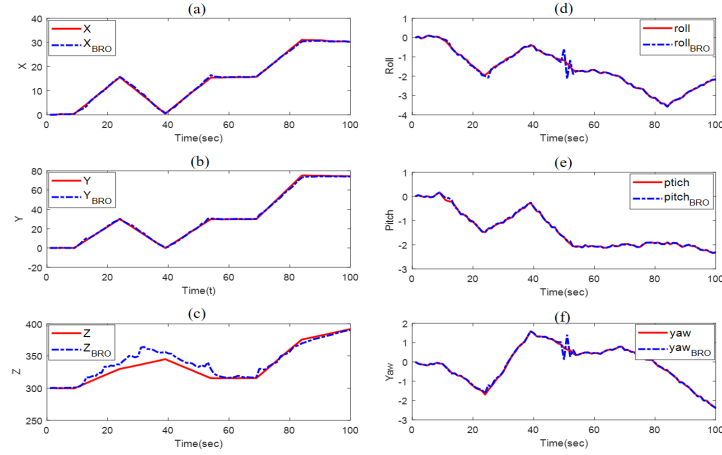 (a)
X
X_BRO
X
40
30
20
10
0
0 20 40 60 80 100
Time(sec)
(b)
Y
Y_BRO
Y
80
60
40
20
0
-20
0 20 40 60 80 100
Time(t)
(c)
Z
Z_BRO
Z
400
350
300
250
0 20 40 60 80 100
Time(sec)
(d)
roll
roll_BRO
Roll
1
0
-1
-2
-3
-4
0 20 40 60 80 100
Time(sec)
(e)
ptich
pitch_BRO
Pitch
1
0
-1
-2
-3
0 20 40 60 80 100
Time(sec)
(f)
yaw
yaw_BRO
Yaw
2
1
0
-1
-2
-3
0 20 40 60 80 100
Time(sec)